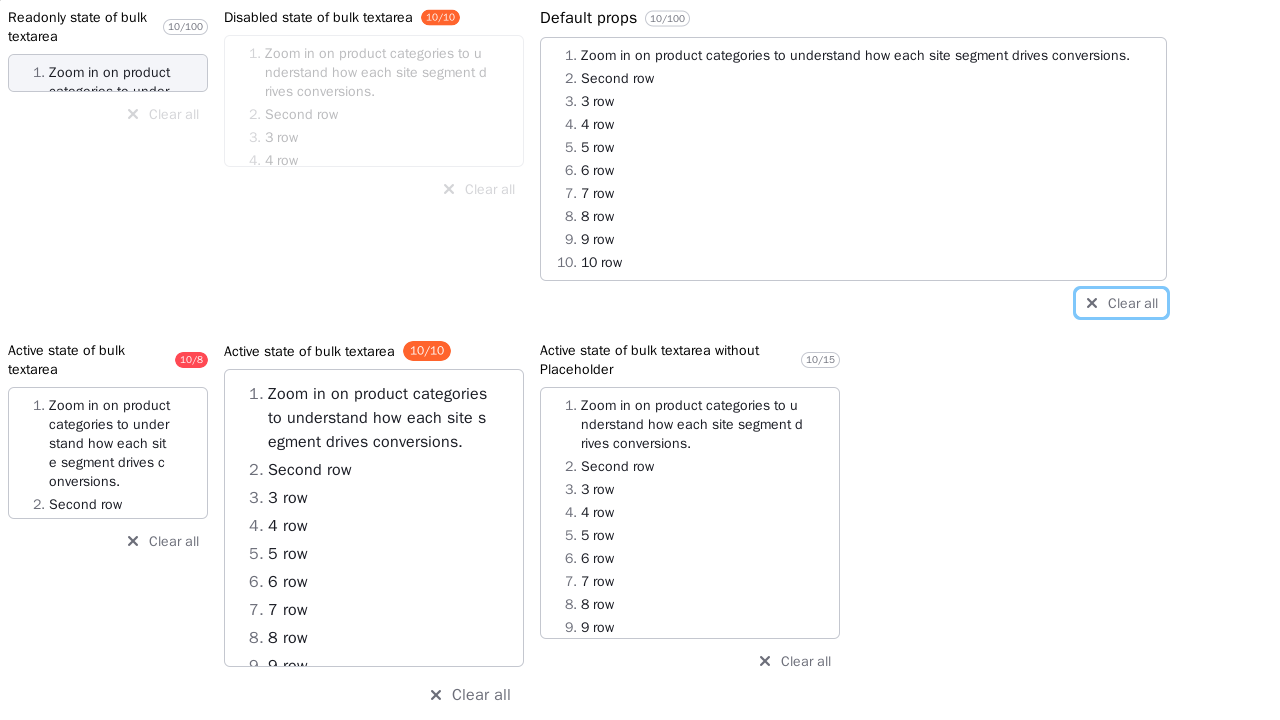 Readonly state of bulk
textarea
10/100
1. Zoom in on product
categories to under
Clear all
Disabled state of bulk textarea 10/10
1. Zoom in on product categories to u
nderstand how each site segment d
rives conversions.
2. Second row
3. 3 row
4. 4 row
Clear all
Default props 10/100
1. Zoom in on product categories to understand how each site segment drives conversions.
2. Second row
3. 3 row
4. 4 row
5. 5 row
6. 6 row
7. 7 row
8. 8 row
9. 9 row
10. 10 row
Clear all
Active state of bulk
textarea
10/8
1. Zoom in on product
categories to under
stand how each sit
e segment drives c
onversions.
2. Second row
Clear all
Active state of bulk textarea 10/10
1. Zoom in on product categories
to understand how each site s
egment drives conversions.
2. Second row
3. 3 row
4. 4 row
5. 5 row
6. 6 row
7. 7 row
8. 8 row
9. 9 row
Clear all
Active state of bulk textarea without
Placeholder
10/15
1. Zoom in on product categories to u
nderstand how each site segment d
rives conversions.
2. Second row
3. 3 row
4. 4 row
5. 5 row
6. 6 row
7. 7 row
8. 8 row
9. 9 row
Clear all